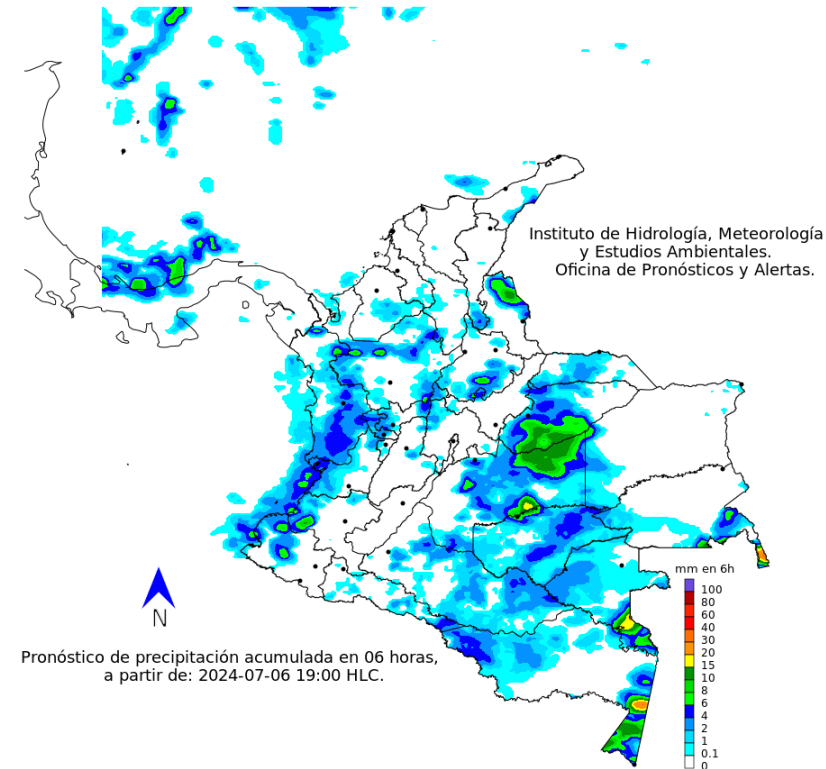 Instituto de Hidrología, Meteorología
y Estudios Ambientales.
Oficina de Pronósticos y Alertas.
N
Pronóstico de precipitación acumulada en 06 horas,
a partir de: 2024-07-06 19:00 HLC.
mm en 6h
100
80
60
40
30
20
15
10
8
6
4
2
1
0.1
0